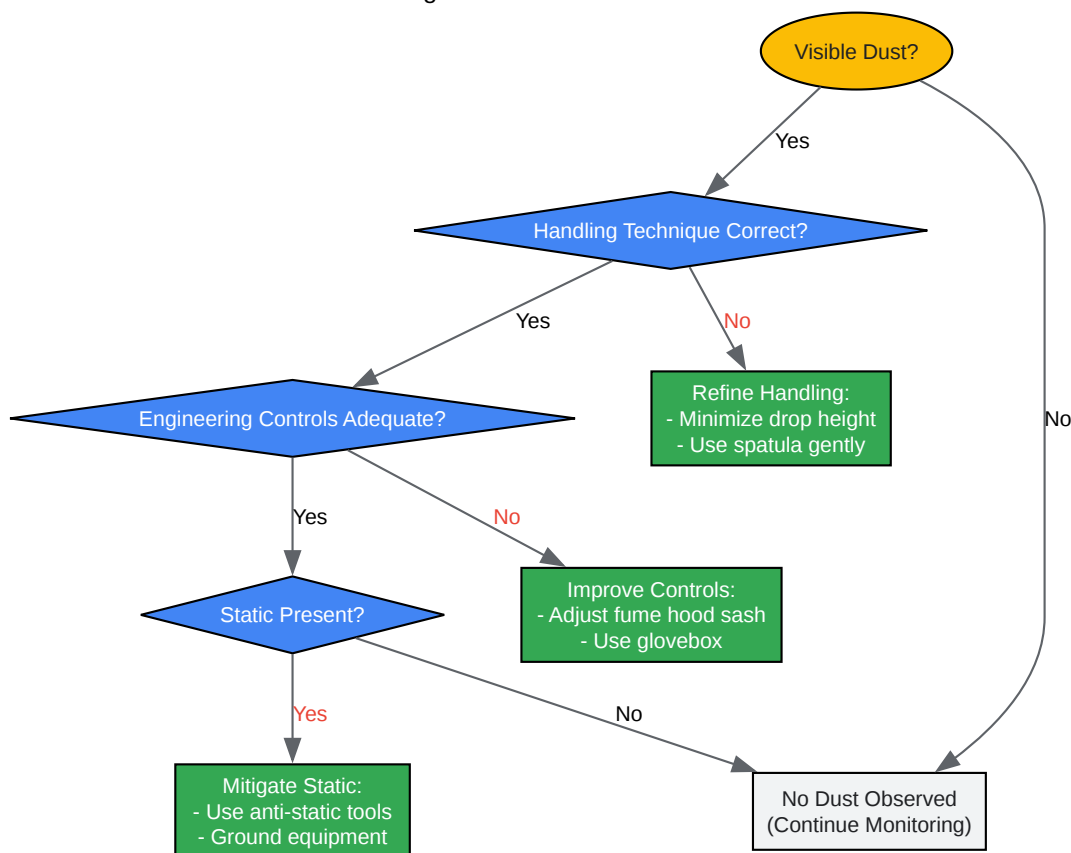 Visible Dust?
Yes
Handling Technique Correct?
Yes
No
Refine Handling:
- Minimize drop height
- Use spatula gently
Engineering Controls Adequate?
No
Yes
No
Improve Controls:
- Adjust fume hood sash
- Use glovebox
Static Present?
Yes
No
Mitigate Static:
- Use anti-static tools
- Ground equipment
No Dust Observed
(Continue Monitoring)